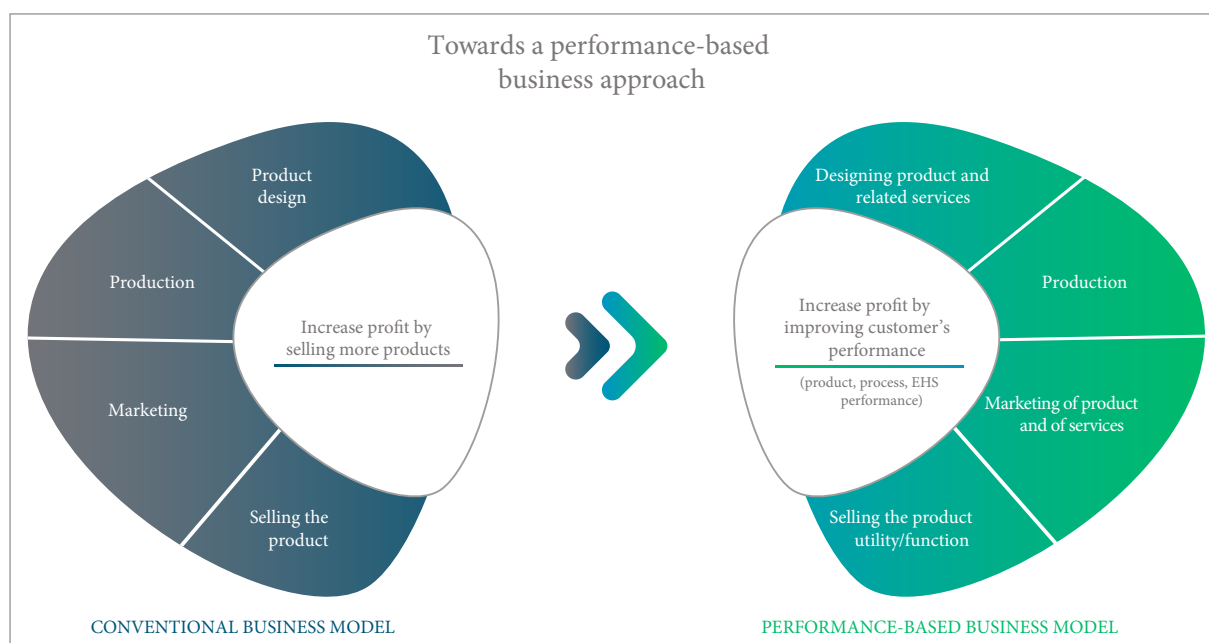 Towards a performance-based
business approach
Product
design
Production
Marketing
Selling the
product
Increase profit by
selling more products
CONVENTIONAL BUSINESS MODEL
Designing product and
related services
Production
Marketing of product
and of services
Selling the product
utility/function
Increase profit by
improving customer’s
performance
(product, process, EHS
performance)
PERFORMANCE-BASED BUSINESS MODEL